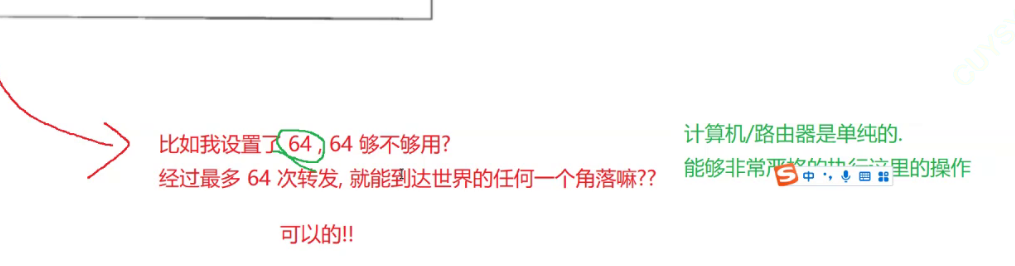 比如我设置了 64 , 64 够不够用?
经过最多 64 次转发, 就能到达世界的任何一个角落嘛??
可以的!!
计算机/路由器是单纯的.
能够非常严格的执行这里的操作
中